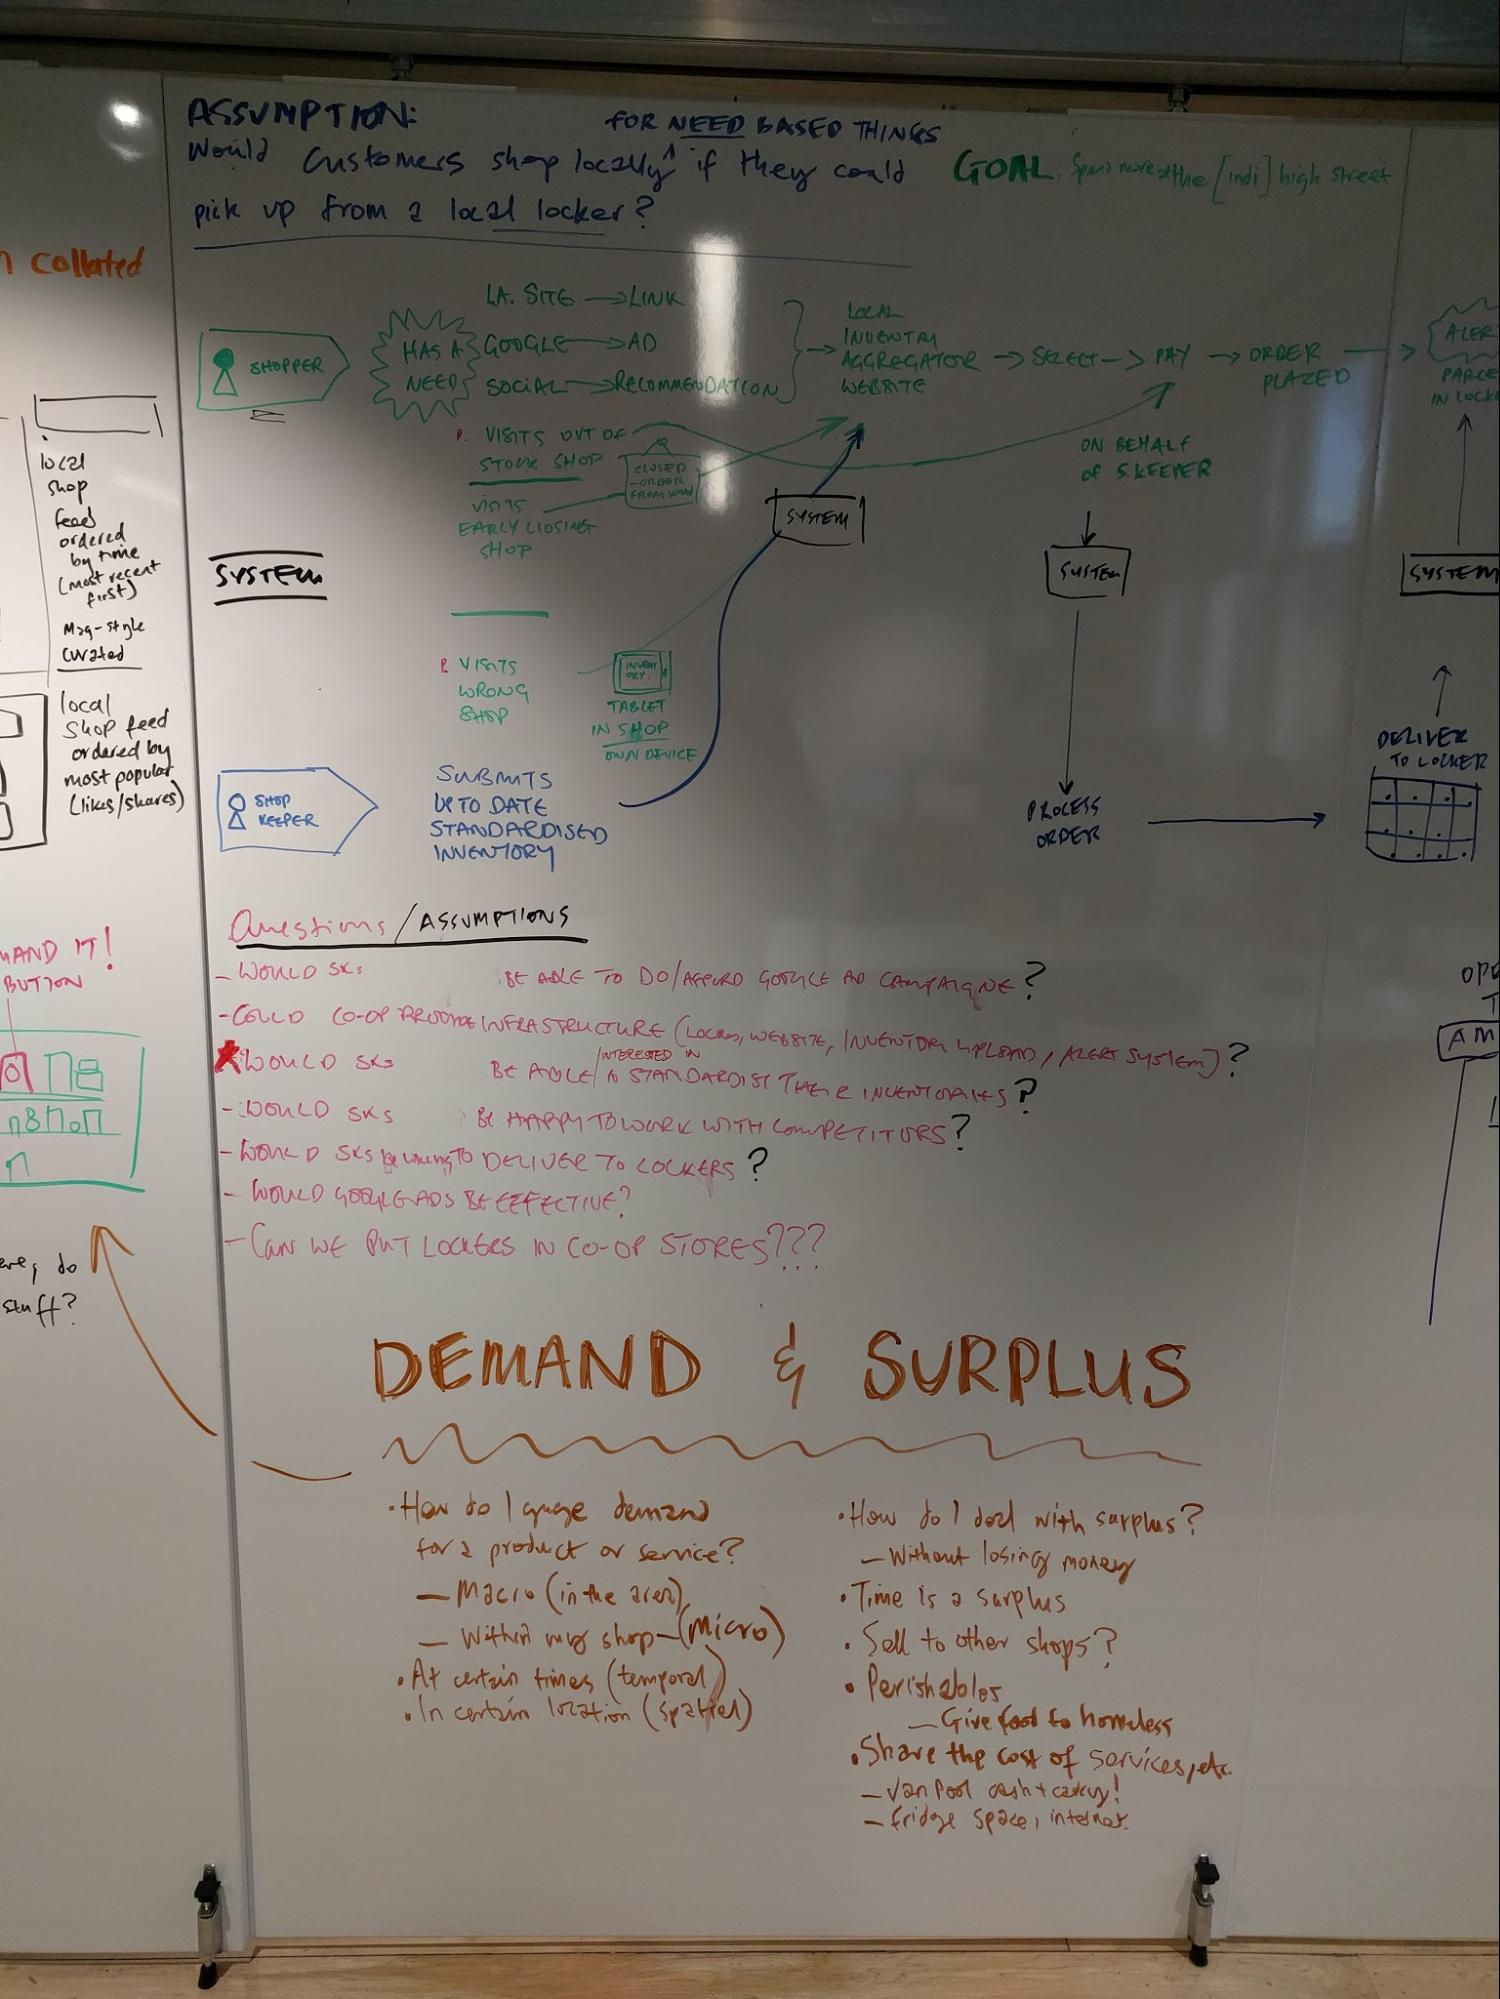 ASSUMPTION:
FOR NEED BASED THINGS
Would customers shop locally ^ if they could
pick up from a local locker?
GOAL: Spend more at the [indi] high street
collated
SHOPPER
HAS A
NEED
LA. SITE → LINK
GOOGLE → AD
SOCIAL → RECOMMENDATION
LOCAL
INVENTRY
AGGREGATOR
WEBSITE
→ SELECT → PAY → ORDER
PLAZED
ALER
PARCE
IN LOCK
VISITS OUT OF
STOCK SHOP
CLOSED
-ORDER
FROM WWW
VISITS
EARLY CLOSING
SHOP
ON BEHALF
of S.KEEPER
SYSTEM
SYSTEM
SYSTEM
SYSTEM
VISITS
WRONG
SHOP
INVENT
ORY.
TABLET
IN SHOP
OWN DEVICE
SHOP
KEEPER
SUBMITS
UP TO DATE
STANDARDISED
INVENTORY
PROCESS
ORDER
DELIVER
TO LOCKER
local
shop
feed
ordered
by time
(most recent
first)
Mag-style
curated
local
shop feed
ordered by
most popular
(likes/shares)
MAND IT!
BUTTON
Questions / ASSUMPTIONS
- WOULD SKs BE ABLE TO DO/AFFORD GOOGLE AD CAMPAIGNE?
- COULD CO-OP PROVIDE INFRASTRUCTURE (LOCKS, WEBSITE, INVENTORY UPLOAD, ALERT SYSTEM)?
/INTERESTED IN
WOULD SKS BE ABLE / TO STANDARDISE THEIR INVENTORIES?
- WOULD SKS BE HAPPY TO WORK WITH COMPETITORS?
- WOULD SKS BE WILLING TO DELIVER TO LOCKERS?
- WOULD GOOGLE ADS BE EFFECTIVE?
- CAN WE PUT LOCKERS IN CO-OP STORES???
do
stuff?
OPE
T
AM
DEMAND & SURPLUS
• How do I guage demand
for a product or service?
— Macro (in the area)
— Within my shop — (Micro)
• At certain times (temporal)
• In certain location (spatial)
• How do I deal with surplus?
— Without losing money
• Time is a surplus
• Sell to other shops?
• Perishables
— Give food to homeless
• Share the cost of services, etc.
— Van pool cash + carry!
— fridge space, internet.